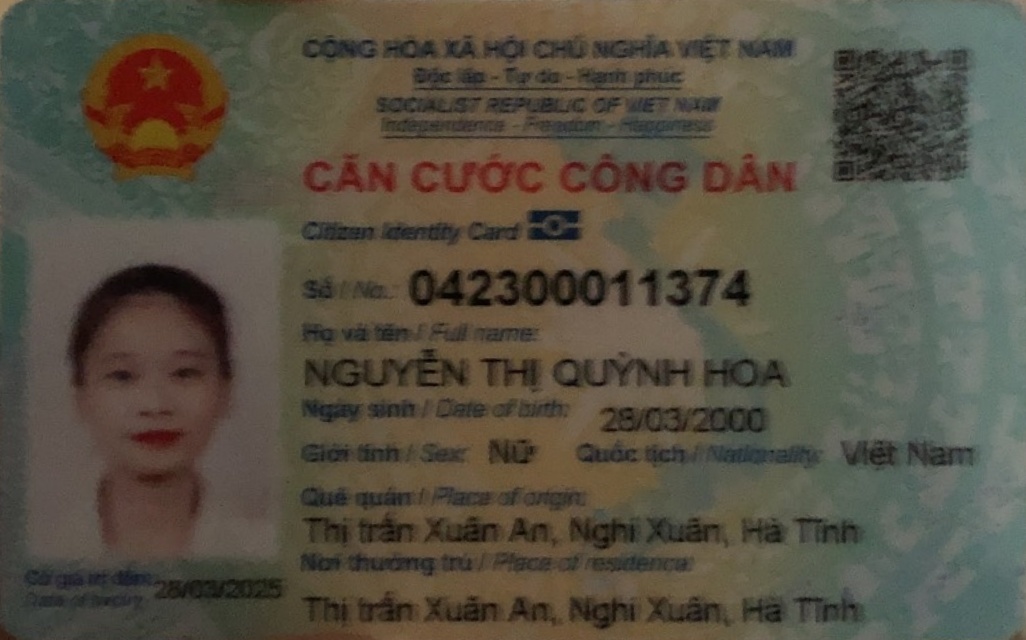 CỘNG HÒA XÃ HỘI CHỦ NGHĨA VIỆT NAM
Độc lập - Tự do - Hạnh phúc
SOCIALIST REPUBLIC OF VIET NAM
Independence - Freedom - Happiness
CĂN CƯỚC CÔNG DÂN
Citizen Identity Card
Số / No.: 042300011374
Họ và tên / Full name:
NGUYỄN THỊ QUỲNH HOA
Ngày sinh / Date of birth: 28/03/2000
Giới tính / Sex: Nữ Quốc tịch / Nationality: Việt Nam
Quê quán / Place of origin:
Thị trấn Xuân An, Nghi Xuân, Hà Tĩnh
Nơi thường trú / Place of residence:
Thị trấn Xuân An, Nghi Xuân, Hà Tĩnh
Có giá trị đến: 28/03/2025
Date of expiry